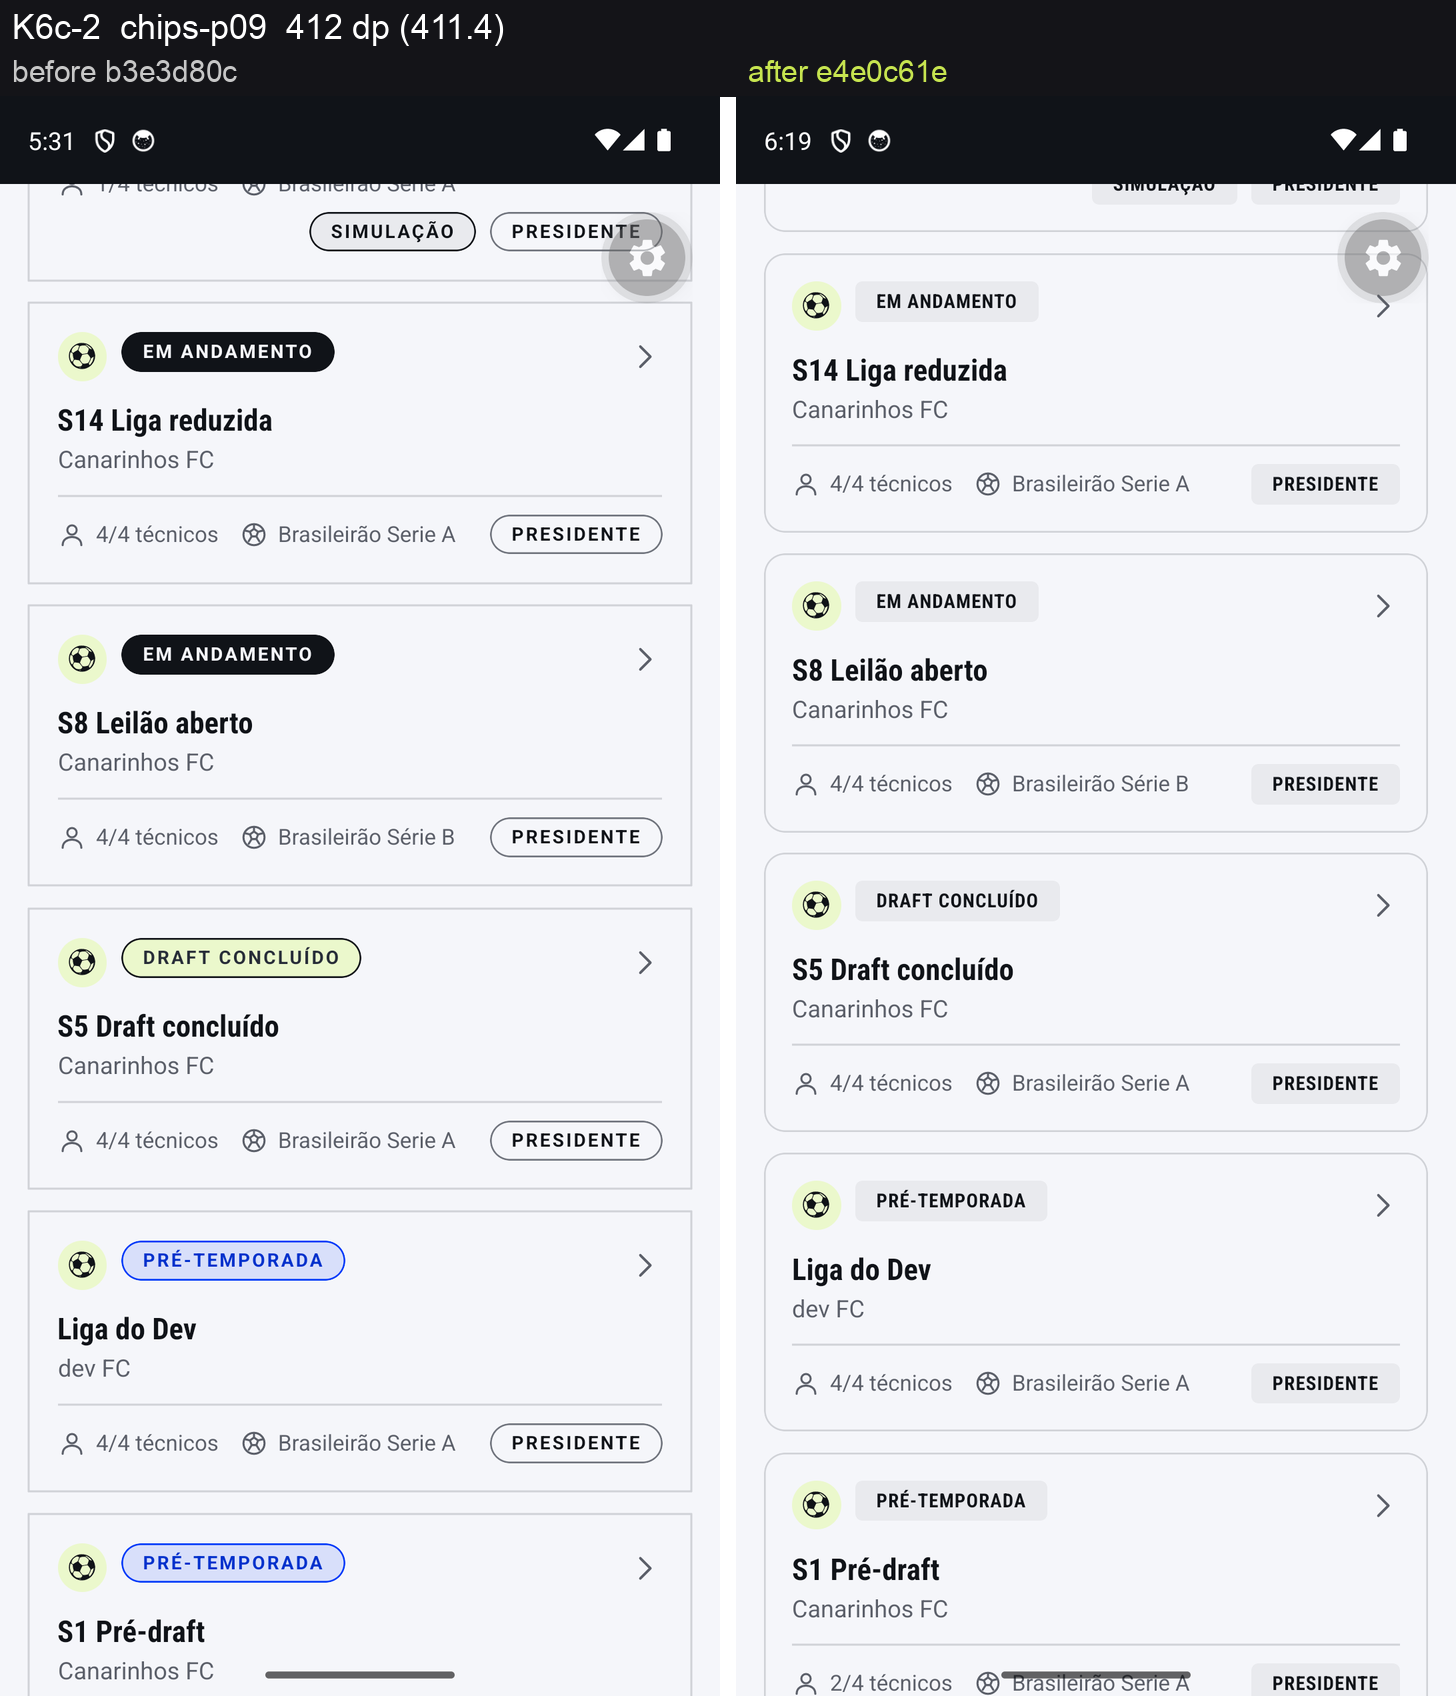 K6c-2 chips-p09 412 dp (411.4)
before b3e3d80c
5:31
1/4 técnicos Brasileirão Serie A
SIMULAÇÃO PRESIDENTE
EM ANDAMENTO
S14 Liga reduzida
Canarinhos FC
4/4 técnicos Brasileirão Serie A PRESIDENTE
EM ANDAMENTO
S8 Leilão aberto
Canarinhos FC
4/4 técnicos Brasileirão Série B PRESIDENTE
DRAFT CONCLUÍDO
S5 Draft concluído
Canarinhos FC
4/4 técnicos Brasileirão Serie A PRESIDENTE
PRÉ-TEMPORADA
Liga do Dev
dev FC
4/4 técnicos Brasileirão Serie A PRESIDENTE
PRÉ-TEMPORADA
S1 Pré-draft
Canarinhos FC
after e4e0c61e
6:19
SIMULAÇÃO PRESIDENTE
EM ANDAMENTO
S14 Liga reduzida
Canarinhos FC
4/4 técnicos Brasileirão Serie A PRESIDENTE
EM ANDAMENTO
S8 Leilão aberto
Canarinhos FC
4/4 técnicos Brasileirão Série B PRESIDENTE
DRAFT CONCLUÍDO
S5 Draft concluído
Canarinhos FC
4/4 técnicos Brasileirão Serie A PRESIDENTE
PRÉ-TEMPORADA
Liga do Dev
dev FC
4/4 técnicos Brasileirão Serie A PRESIDENTE
PRÉ-TEMPORADA
S1 Pré-draft
Canarinhos FC
2/4 técnicos Brasileirão Serie A PRESIDENTE